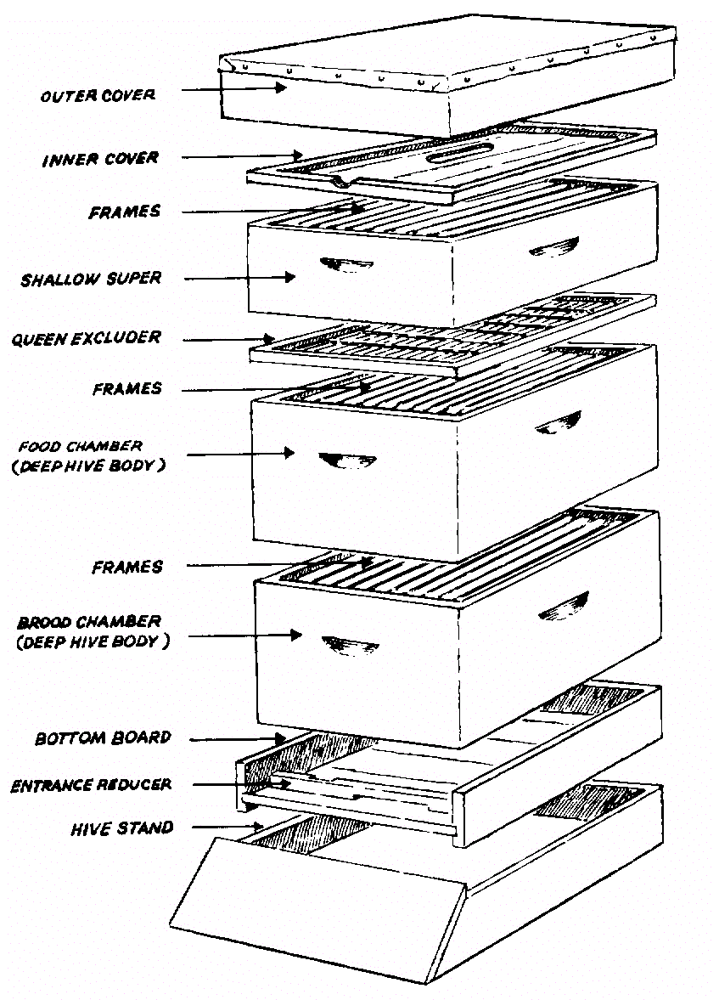 OUTER COVER
INNER COVER
FRAMES
SHALLOW SUPER
QUEEN EXCLUDER
FRAMES
FOOD CHAMBER
(DEEP HIVE BODY)
FRAMES
BROOD CHAMBER
(DEEP HIVE BODY)
BOTTOM BOARD
ENTRANCE REDUCER
HIVE STAND